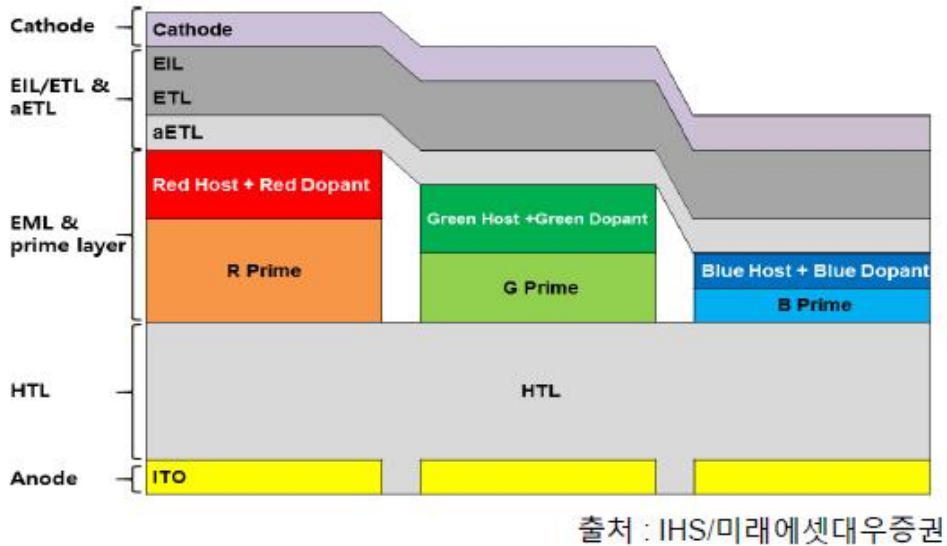 Cathode
Cathode
EIL/ETL &
aETL
EIL
ETL
aETL
EML &
prime layer
Red Host + Red Dopant
R Prime
Green Host +Green Dopant
G Prime
Blue Host + Blue Dopant
B Prime
HTL
HTL
Anode
ITO
출처 : IHS/미래에셋대우증권